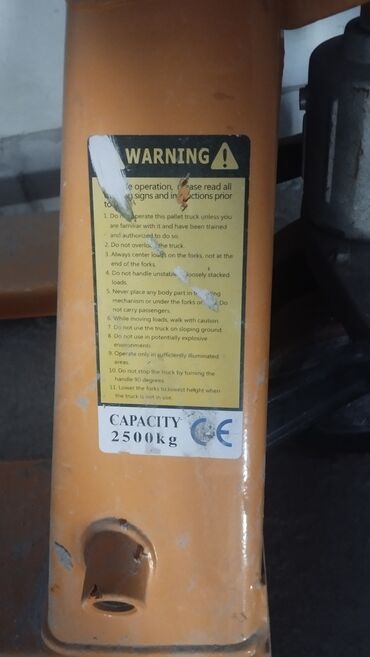 WARNING
operation, please read all
signs and instructions prior
to
1. Do not operate this pallet truck unless you
are familiar with it and have been trained
and authorized to do so.
2. Do not overload the truck.
3. Always center loads on the forks, not at the
end of the forks.
4. Do not handle unstable loosely stacked
loads.
5. Never place any body part in the lifting
mechanism or under the forks or Do
not carry passengers.
6. While moving loads, walk with caution.
7. Do not use the truck on sloping ground.
8. Do not use in potentially explosive
environments.
9. Operate only in sufficiently illuminated
areas.
10. Do not stop the truck by turning the
handle 90 degrees.
11. Lower the forks to lowest height when
the truck is not in use.
CAPACITY
2500kg
CE